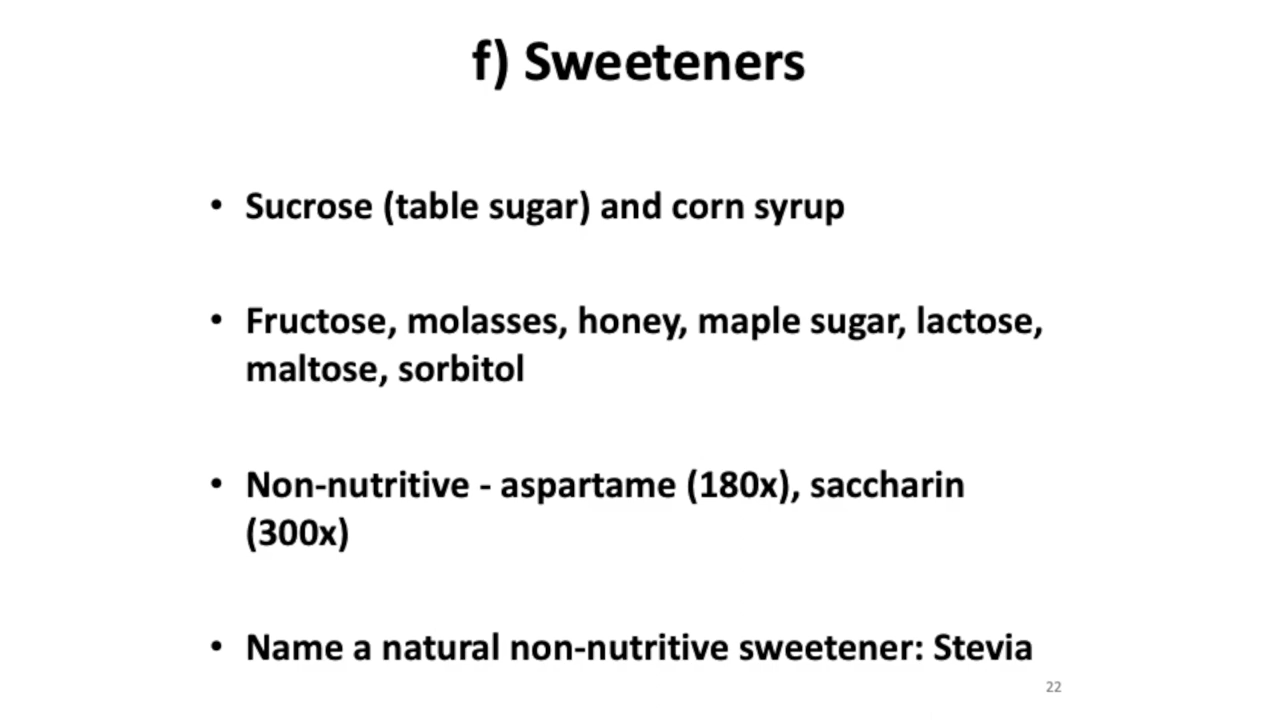 f) Sweeteners
• Sucrose (table sugar) and corn syrup
• Fructose, molasses, honey, maple sugar, lactose,
maltose, sorbitol
• Non-nutritive - aspartame (180x), saccharin
(300x)
• Name a natural non-nutritive sweetener: Stevia
22